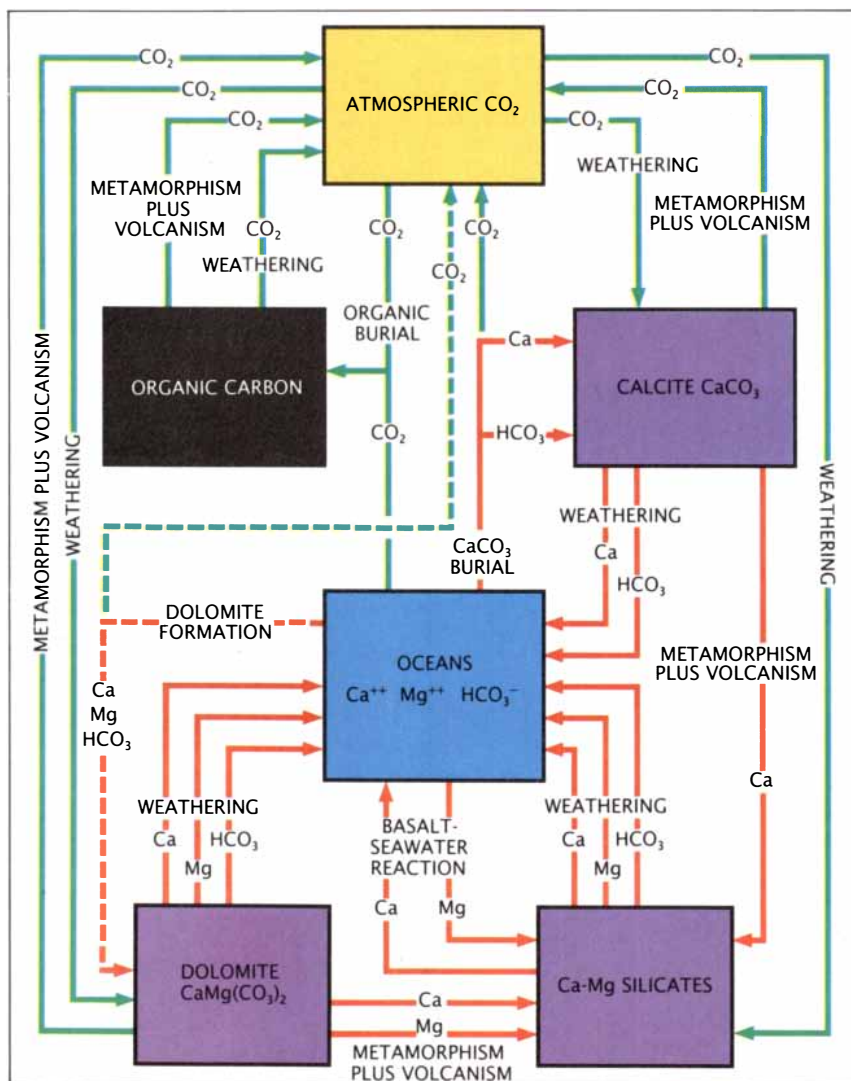 CO₂
CO₂
CO₂
CO₂
CO₂
CO₂
ATMOSPHERIC CO₂
WEATHERING
METAMORPHISM
PLUS
VOLCANISM
METAMORPHISM
PLUS VOLCANISM
CO₂
CO₂
CO₂
CO₂
WEATHERING
ORGANIC
BURIAL
Ca
ORGANIC CARBON
CALCITE CaCO₃
CO₂
HCO₃
METAMORPHISM PLUS VOLCANISM
WEATHERING
WEATHERING
WEATHERING
Ca
HCO₃
CaCO₃
BURIAL
DOLOMITE
FORMATION
OCEANS
Ca⁺⁺ Mg⁺⁺ HCO₃⁻
METAMORPHISM
PLUS VOLCANISM
Ca
Mg
HCO₃
Ca
WEATHERING
Ca
Mg
HCO₃
BASALT-
SEAWATER
REACTION
Ca
Mg
WEATHERING
Ca
Mg
HCO₃
DOLOMITE
CaMg(CO₃)₂
Ca-Mg SILICATES
Ca
Mg
METAMORPHISM
PLUS VOLCANISM